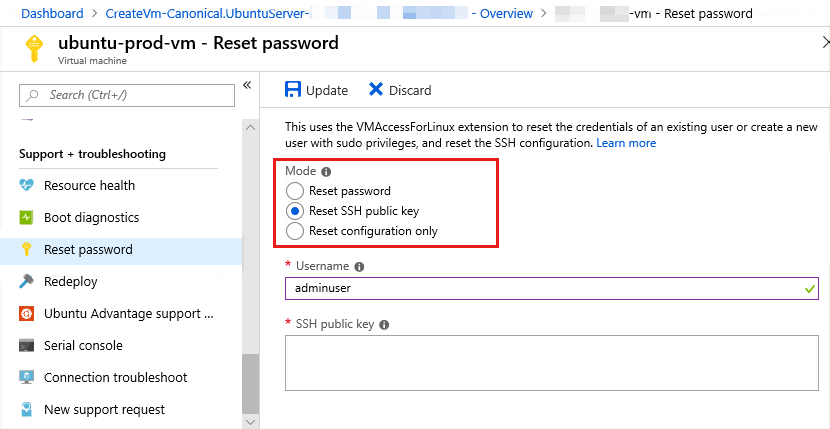 Dashboard > CreateVm-Canonical.UbuntuServer- - Overview > -vm - Reset password
ubuntu-prod-vm - Reset password
Virtual machine
Search (Ctrl+/)
Support + troubleshooting
Resource health
Boot diagnostics
Reset password
Redeploy
Ubuntu Advantage support ...
Serial console
Connection troubleshoot
New support request
Update
Discard
This uses the VMAccessForLinux extension to reset the credentials of an existing user or create a new
user with sudo privileges, and reset the SSH configuration. Learn more
Mode
Reset password
Reset SSH public key
Reset configuration only
* Username
adminuser
* SSH public key